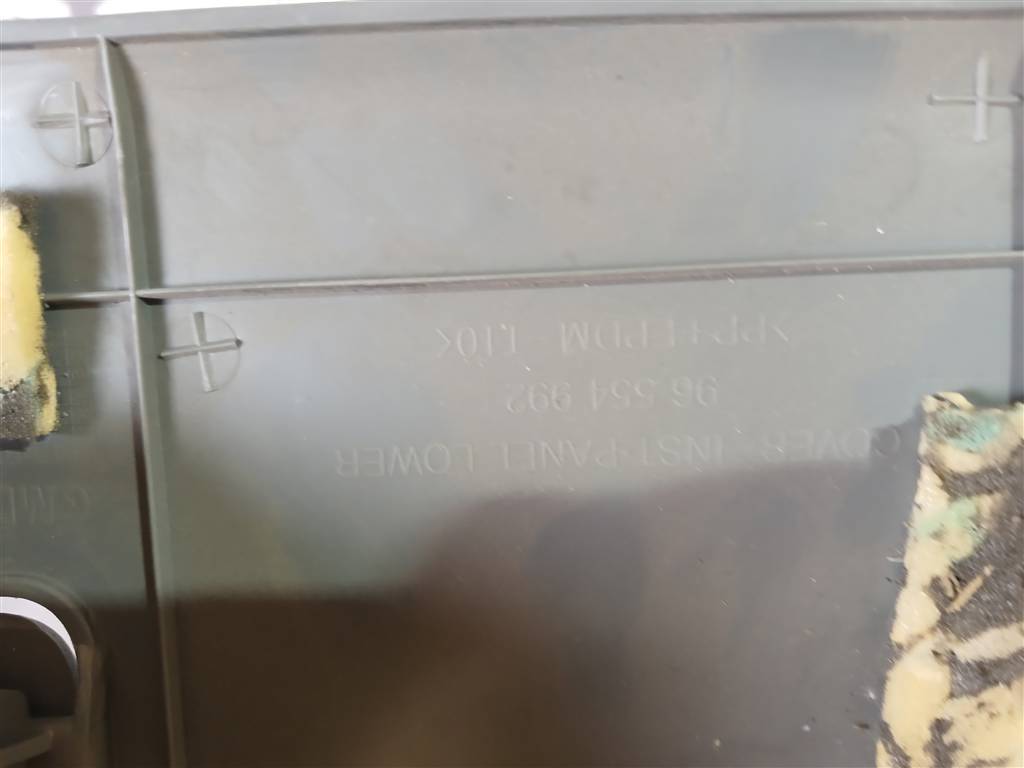 COVER - INST PANEL LOWER
96 554 992
>PP+EPDM - T10<